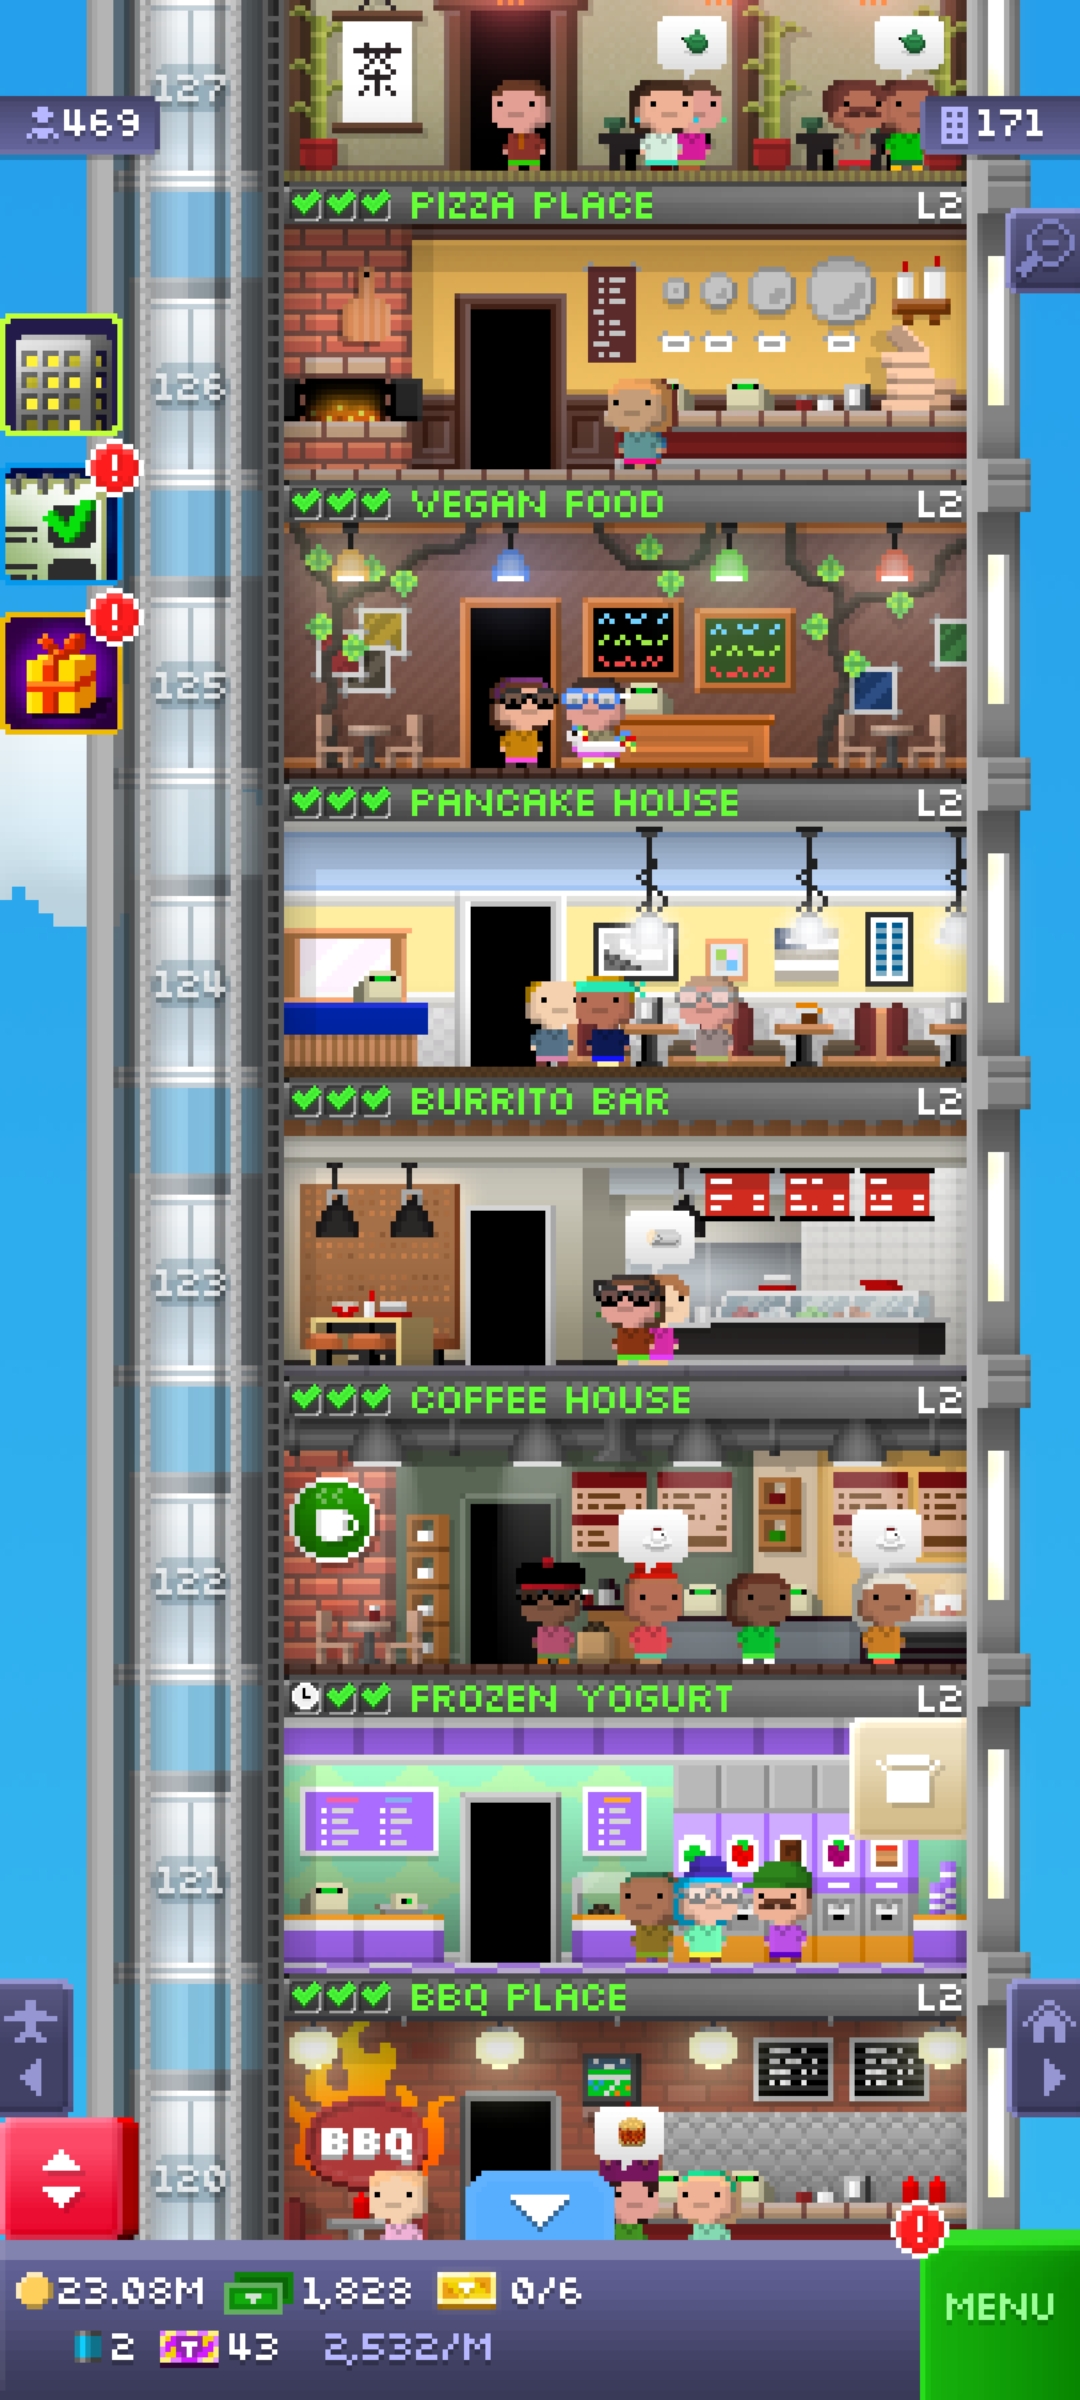 茶
127
469
171
PIZZA PLACE L2
126
VEGAN FOOD L2
125
PANCAKE HOUSE L2
124
BURRITO BAR L2
123
COFFEE HOUSE L2
122
FROZEN YOGURT L2
121
BBQ PLACE L2
BBQ
120
23.08M 1,828 0/6
MENU
2 T 43 2,532/M